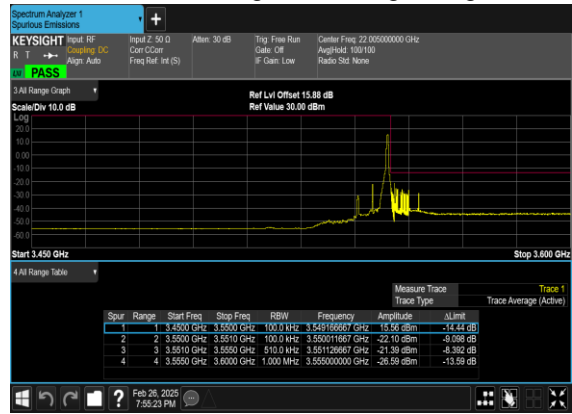 Spectrum Analyzer 1
Spurious Emissions
KEYSIGHT Input: RF Input Z: 50 Ω Atten: 30 dB Trig: Free Run Center Freq: 22.005000000 GHz
R T Coupling: DC Corr CCorr Gate: Off Avg|Hold: 100/100
Align: Auto Freq Ref: Int (S) IF Gain: Low Radio Std: None
PASS
3 All Range Graph Ref Lvl Offset 15.88 dB
Scale/Div 10.0 dB Ref Value 30.00 dBm
Log
20.0
10.0
0.00
-10.0
-20.0
-30.0
-40.0
-50.0
-60.0
Start 3.450 GHz Stop 3.600 GHz
4 All Range Table
Measure Trace Trace 1
Trace Type Trace Average (Active)
Spur Range Start Freq Stop Freq RBW Frequency Amplitude ΔLimit
1 1 3.4500 GHz 3.5500 GHz 100.0 kHz 3.549166667 GHz 15.56 dBm -14.44 dB
2 2 3.5500 GHz 3.5510 GHz 100.0 kHz 3.550011667 GHz -22.10 dBm -9.098 dB
3 3 3.5510 GHz 3.5550 GHz 510.0 kHz 3.551126667 GHz -21.39 dBm -8.392 dB
4 4 3.5550 GHz 3.6000 GHz 1.000 MHz 3.555000000 GHz -26.59 dBm -13.59 dB
Feb 26, 2025
7:55:23 PM